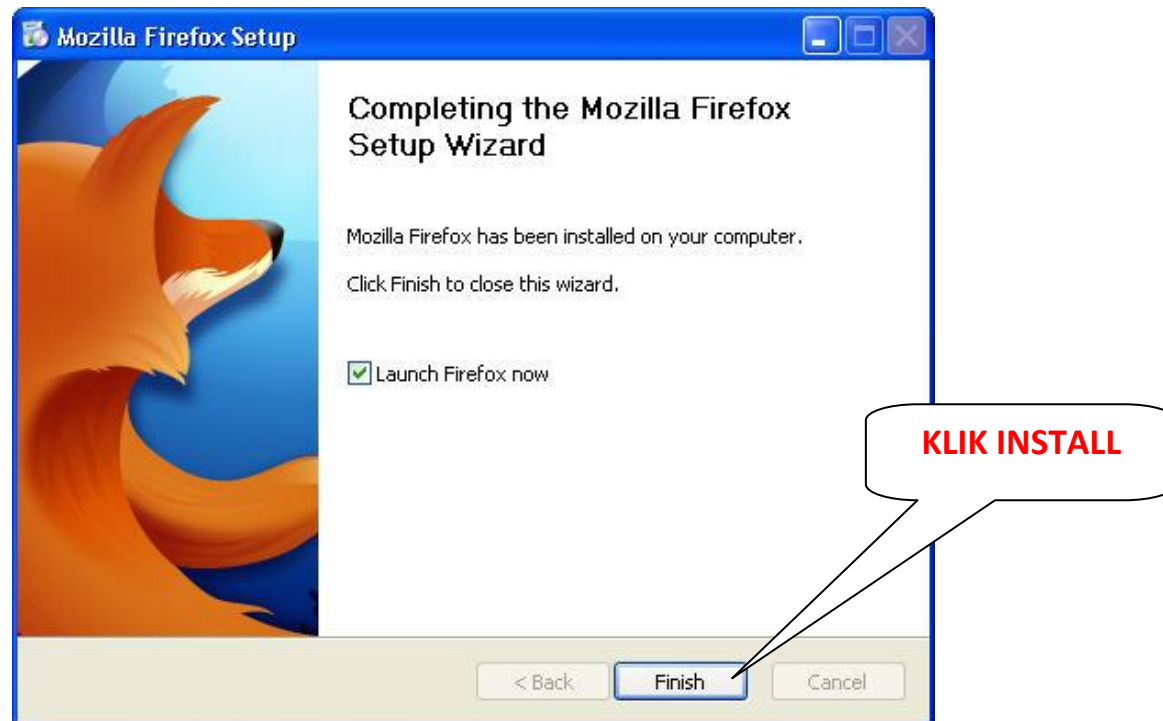 Mozilla Firefox Setup
Completing the Mozilla Firefox
Setup Wizard
Mozilla Firefox has been installed on your computer.
Click Finish to close this wizard.
Launch Firefox now
KLIK INSTALL
< Back Finish Cancel